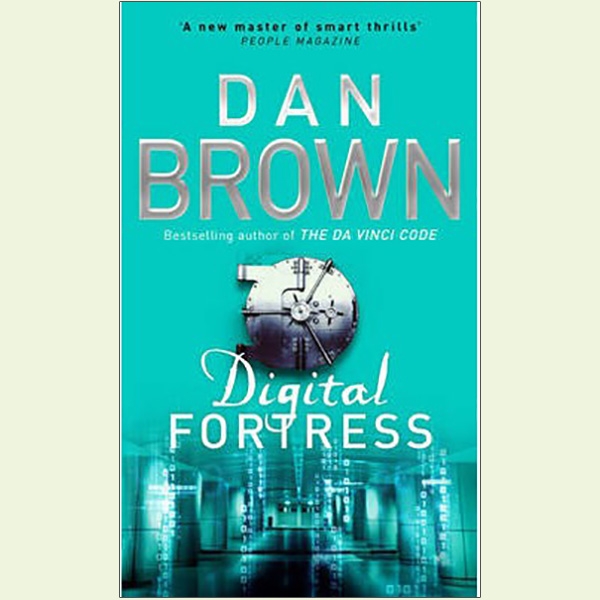 'A new master of smart thrills'
PEOPLE MAGAZINE
DAN
BROWN
Bestselling author of THE DA VINCI CODE
Digital
FORTRESS